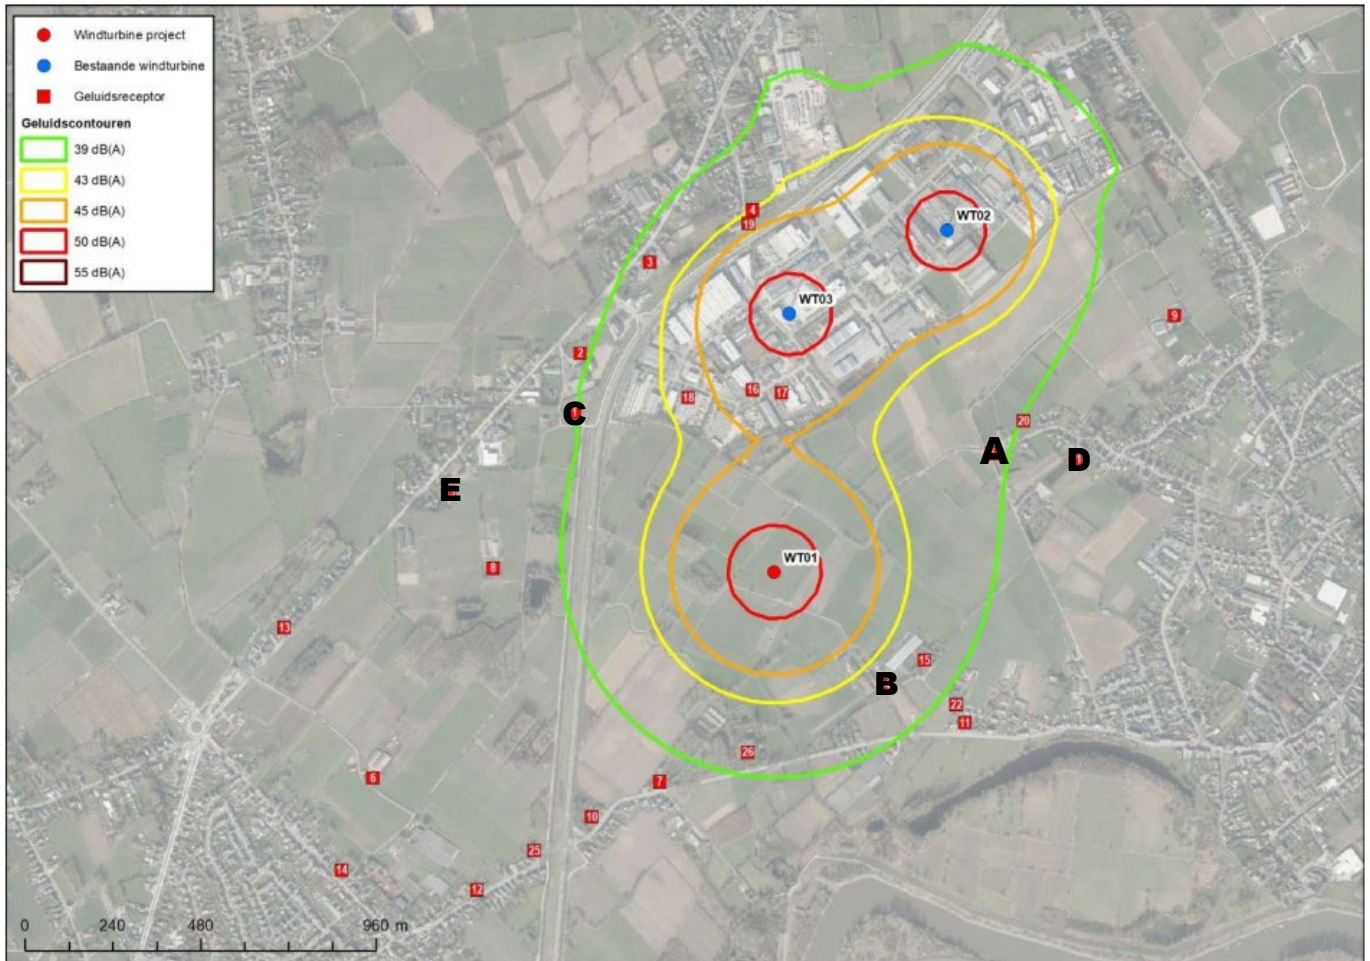 Windturbine project
Bestaande windturbine
Geluidsreceptor
Geluidscontouren
39 dB(A)
43 dB(A)
45 dB(A)
50 dB(A)
55 dB(A)
4
19
WT02
3
WT03
9
2
18
16
17
C
20
A
D
E
WT01
8
13
15
B
22
11
26
7
6
10
25
14
12
0
240
480
960 m